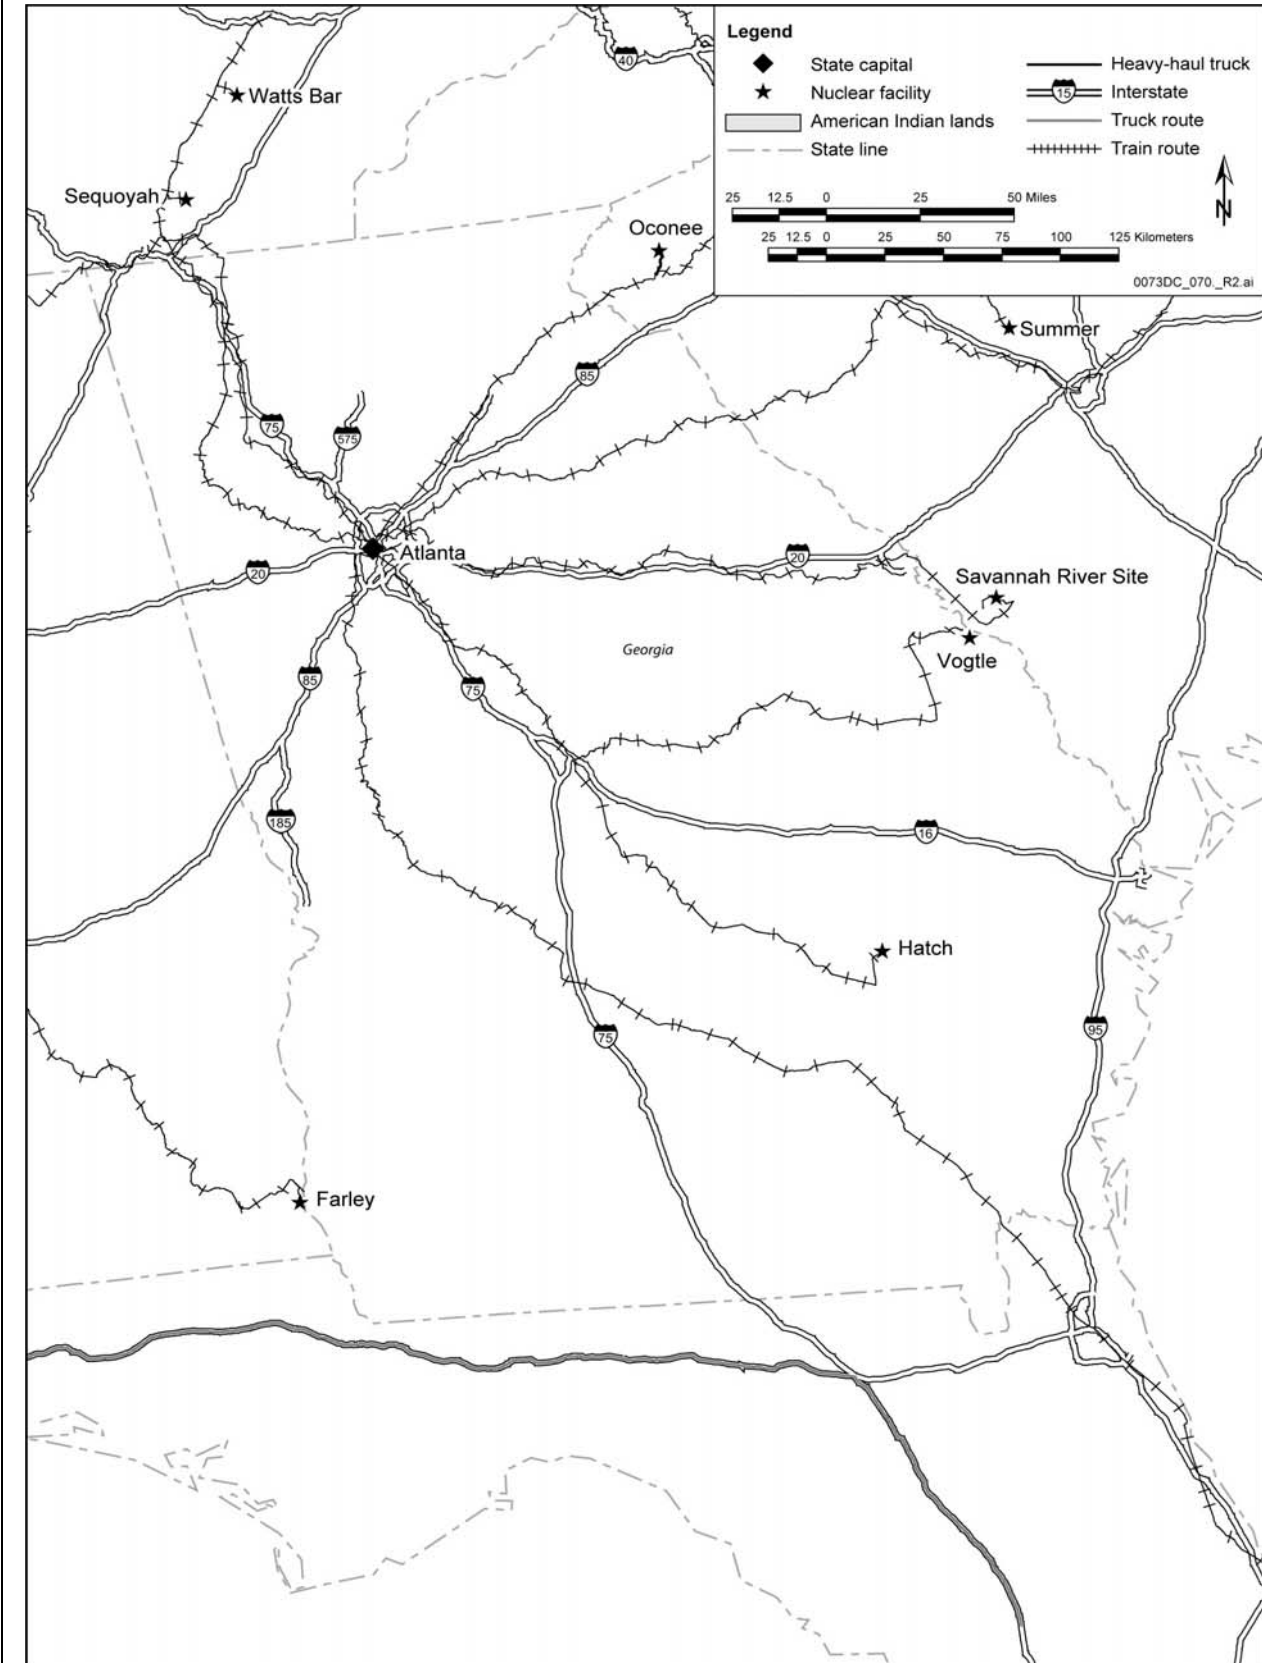 Legend
State capital
Nuclear facility
American Indian lands
State line
Heavy-haul truck
15 Interstate
Truck route
Train route
25 12.5 0 25 50 Miles
25 12.5 0 25 50 75 100 125 Kilometers
N
0073DC_070._R2.ai
40
Watts Bar
Sequoyah
Oconee
Summer
85
75
575
Atlanta
20
20
Savannah River Site
Vogtle
Georgia
85
75
185
16
Hatch
75
95
Farley